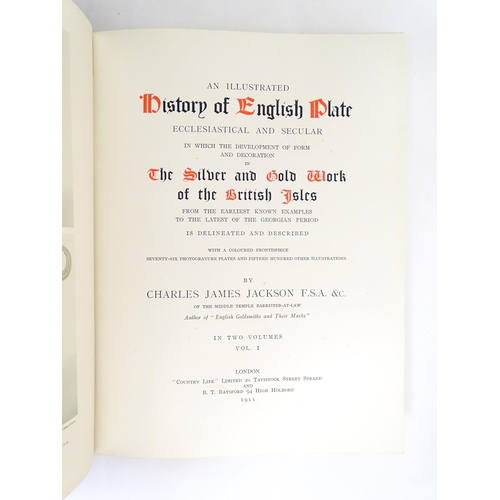 AN ILLUSTRATED
History of English Plate
ECCLESIASTICAL AND SECULAR
IN WHICH THE DEVELOPMENT OF FORM
AND DECORATION
IN
The Silver and Gold Work
of the British Isles
FROM THE EARLIEST KNOWN EXAMPLES
TO THE LATEST OF THE GEORGIAN PERIOD
IS DELINEATED AND DESCRIBED
WITH A COLOURED FRONTISPIECE
SEVENTY-SIX PHOTOGRAVURE PLATES AND FIFTEEN HUNDRED OTHER ILLUSTRATIONS
BY
CHARLES JAMES JACKSON F.S.A. &c.
OF THE MIDDLE TEMPLE BARRISTER-AT-LAW
Author of "English Goldsmiths and Their Marks"
IN TWO VOLUMES
VOL. I
LONDON
"COUNTRY LIFE" LIMITED 20 TAVISTOCK STREET STRAND
AND
B. T. BATSFORD 94 HIGH HOLBORN
1911